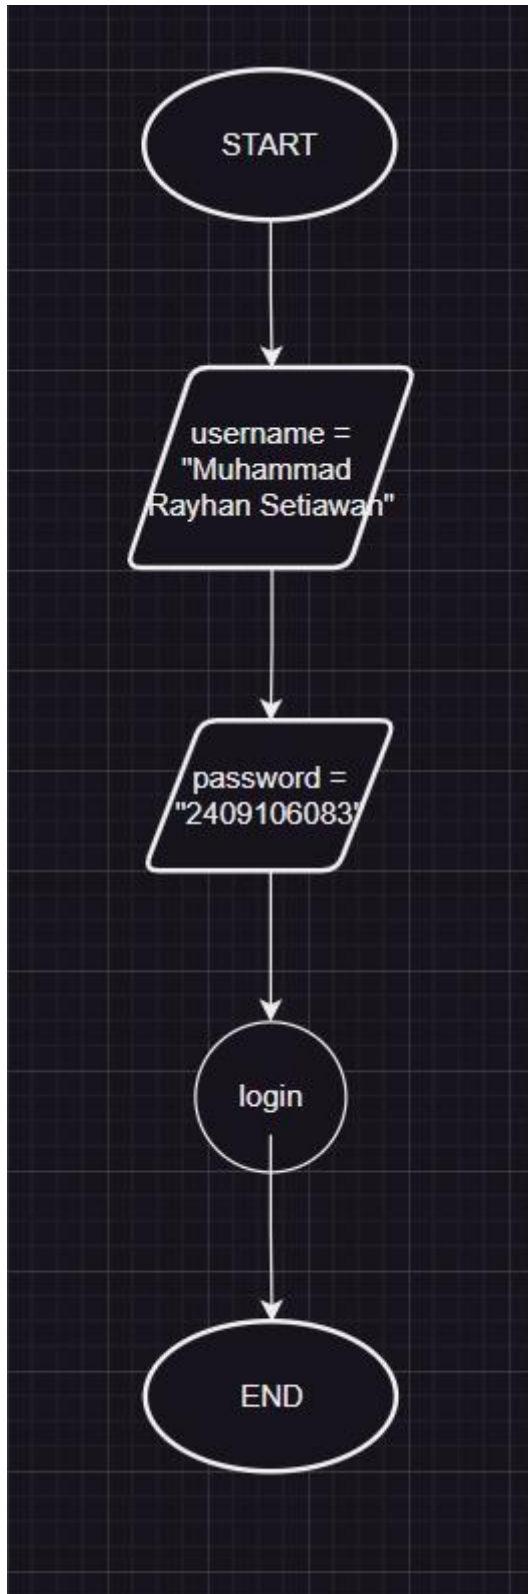 START
username =
"Muhammad
Rayhan Setiawan"
password =
"2409106083"
login
END